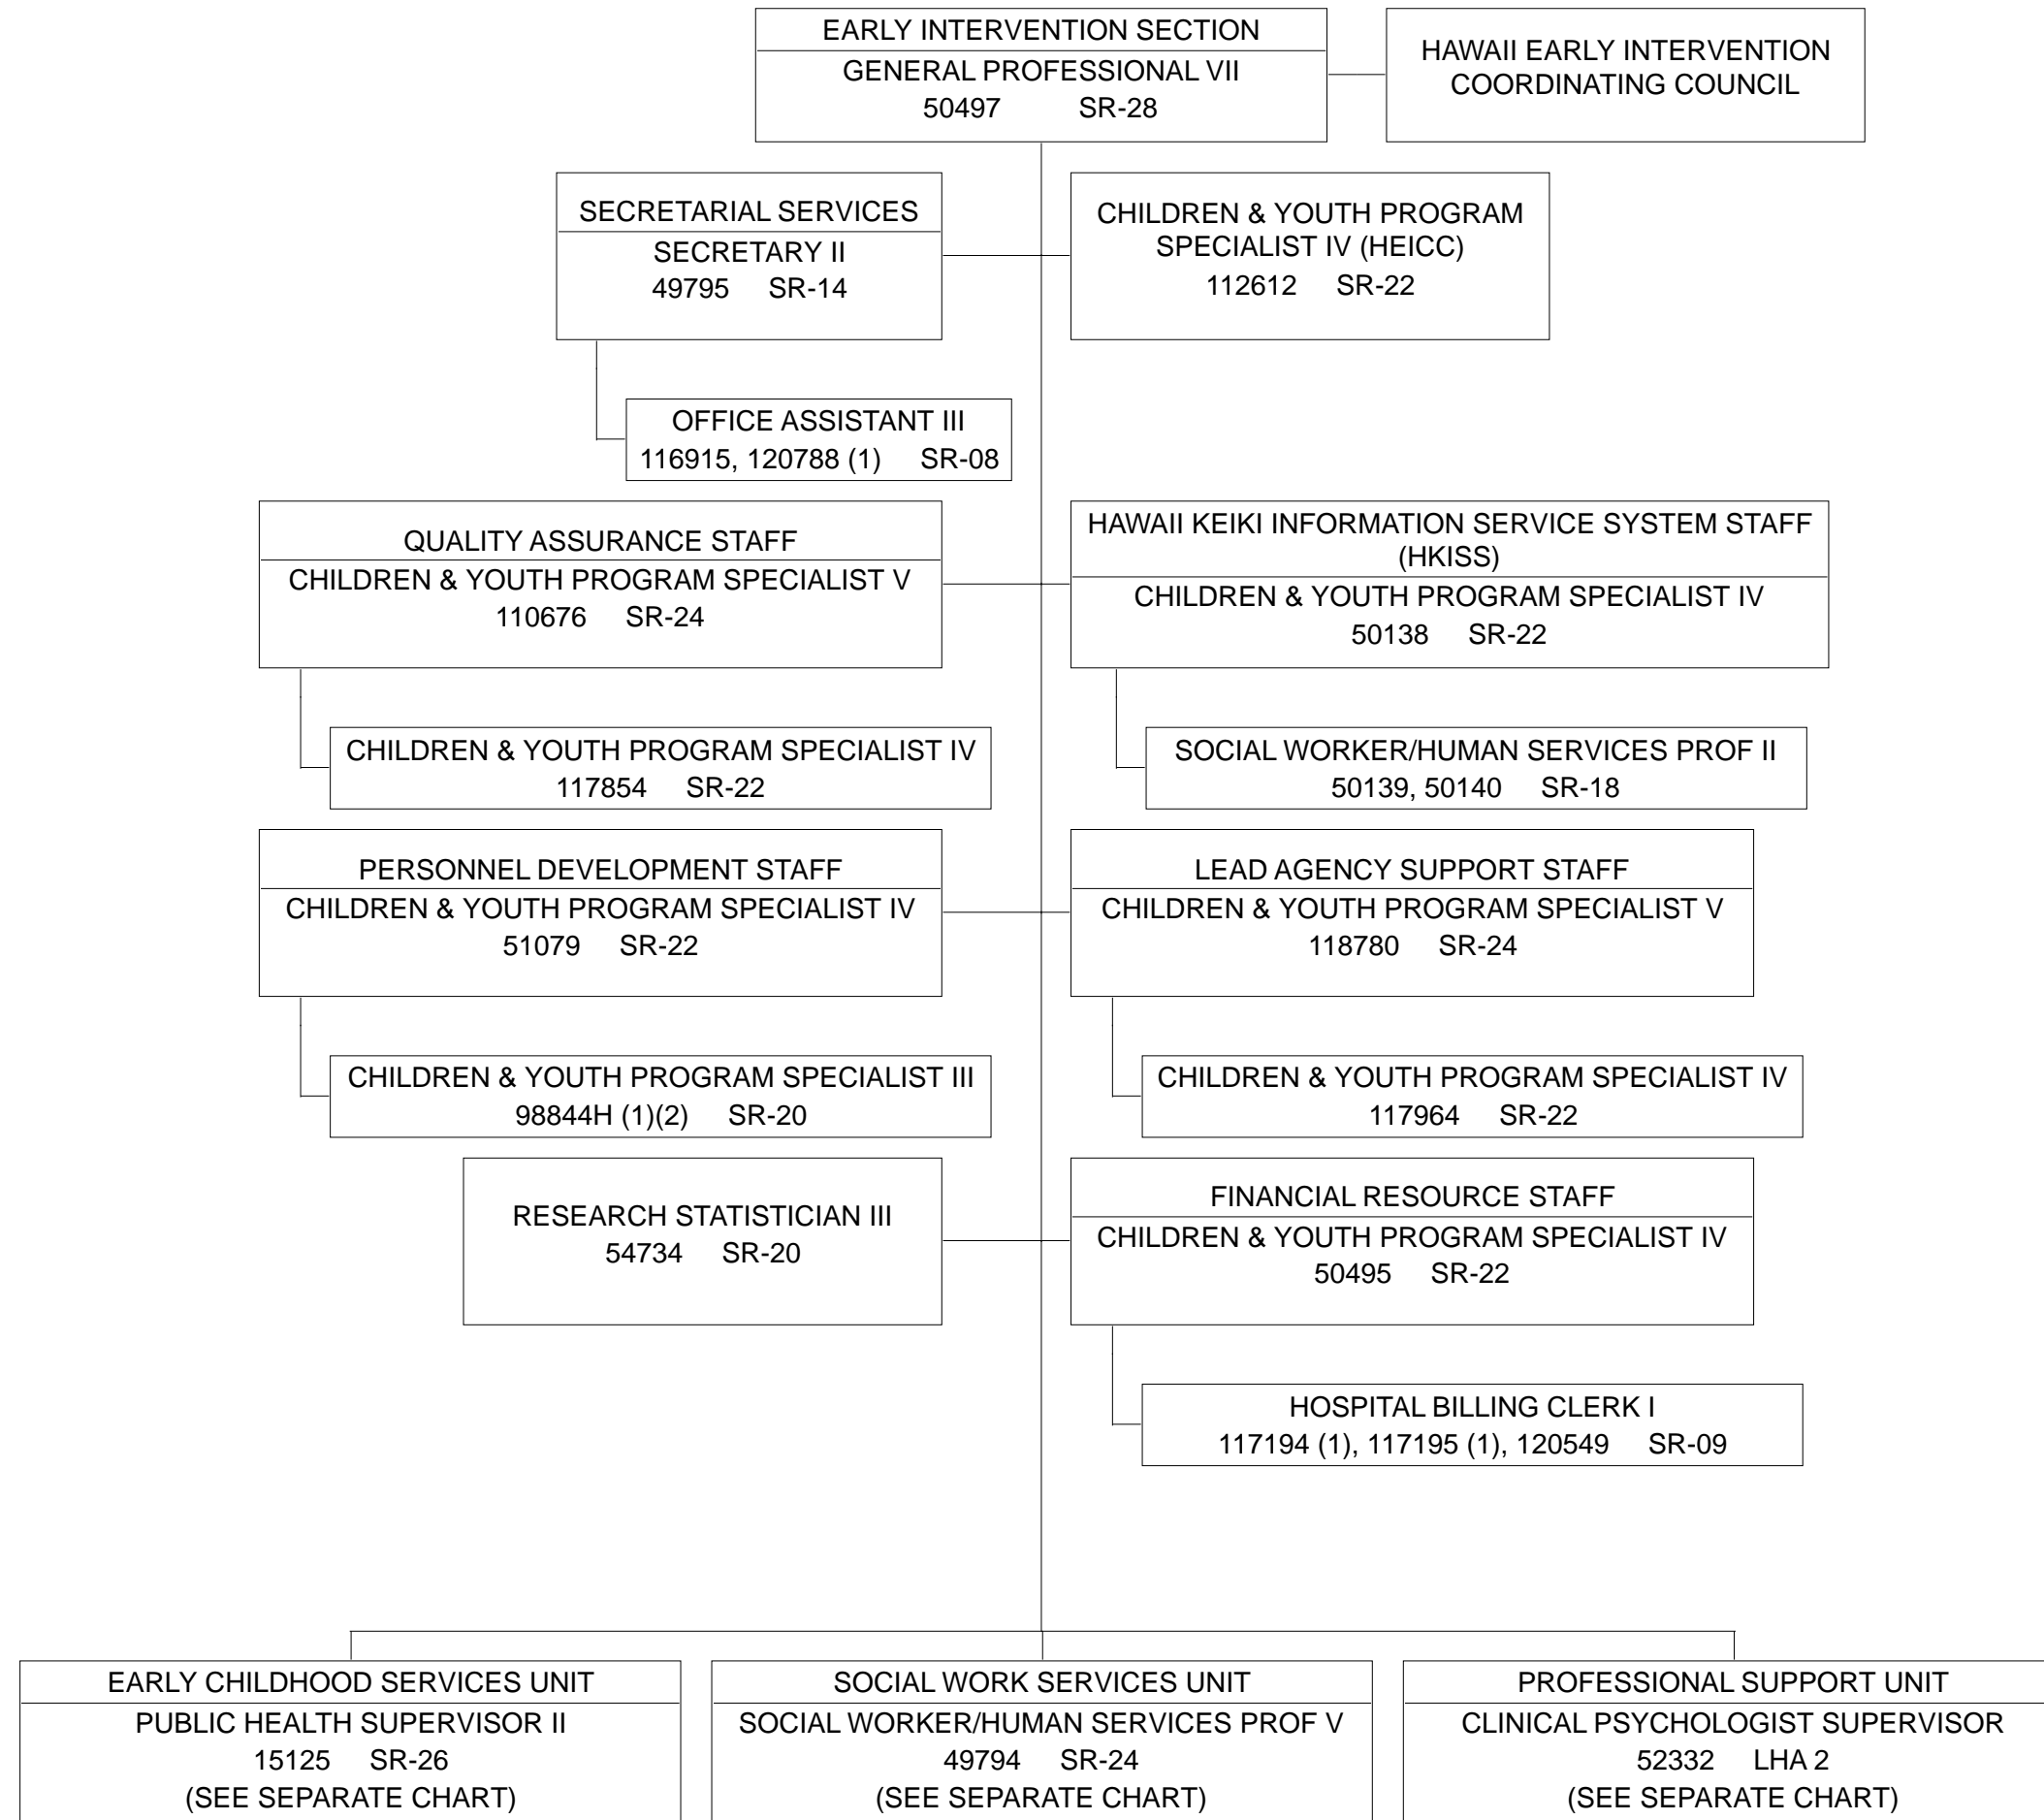 EARLY INTERVENTION SECTION
GENERAL PROFESSIONAL VII
50497 SR-28
HAWAII EARLY INTERVENTION
COORDINATING COUNCIL
SECRETARIAL SERVICES
SECRETARY II
49795 SR-14
CHILDREN & YOUTH PROGRAM
SPECIALIST IV (HEICC)
112612 SR-22
OFFICE ASSISTANT III
116915, 120788 (1) SR-08
QUALITY ASSURANCE STAFF
CHILDREN & YOUTH PROGRAM SPECIALIST V
110676 SR-24
HAWAII KEIKI INFORMATION SERVICE SYSTEM STAFF
(HKISS)
CHILDREN & YOUTH PROGRAM SPECIALIST IV
50138 SR-22
CHILDREN & YOUTH PROGRAM SPECIALIST IV
117854 SR-22
SOCIAL WORKER/HUMAN SERVICES PROF II
50139, 50140 SR-18
PERSONNEL DEVELOPMENT STAFF
CHILDREN & YOUTH PROGRAM SPECIALIST IV
51079 SR-22
LEAD AGENCY SUPPORT STAFF
CHILDREN & YOUTH PROGRAM SPECIALIST V
118780 SR-24
CHILDREN & YOUTH PROGRAM SPECIALIST III
98844H (1)(2) SR-20
CHILDREN & YOUTH PROGRAM SPECIALIST IV
117964 SR-22
RESEARCH STATISTICIAN III
54734 SR-20
FINANCIAL RESOURCE STAFF
CHILDREN & YOUTH PROGRAM SPECIALIST IV
50495 SR-22
HOSPITAL BILLING CLERK I
117194 (1), 117195 (1), 120549 SR-09
EARLY CHILDHOOD SERVICES UNIT
PUBLIC HEALTH SUPERVISOR II
15125 SR-26
(SEE SEPARATE CHART)
SOCIAL WORK SERVICES UNIT
SOCIAL WORKER/HUMAN SERVICES PROF V
49794 SR-24
(SEE SEPARATE CHART)
PROFESSIONAL SUPPORT UNIT
CLINICAL PSYCHOLOGIST SUPERVISOR
52332 LHA 2
(SEE SEPARATE CHART)